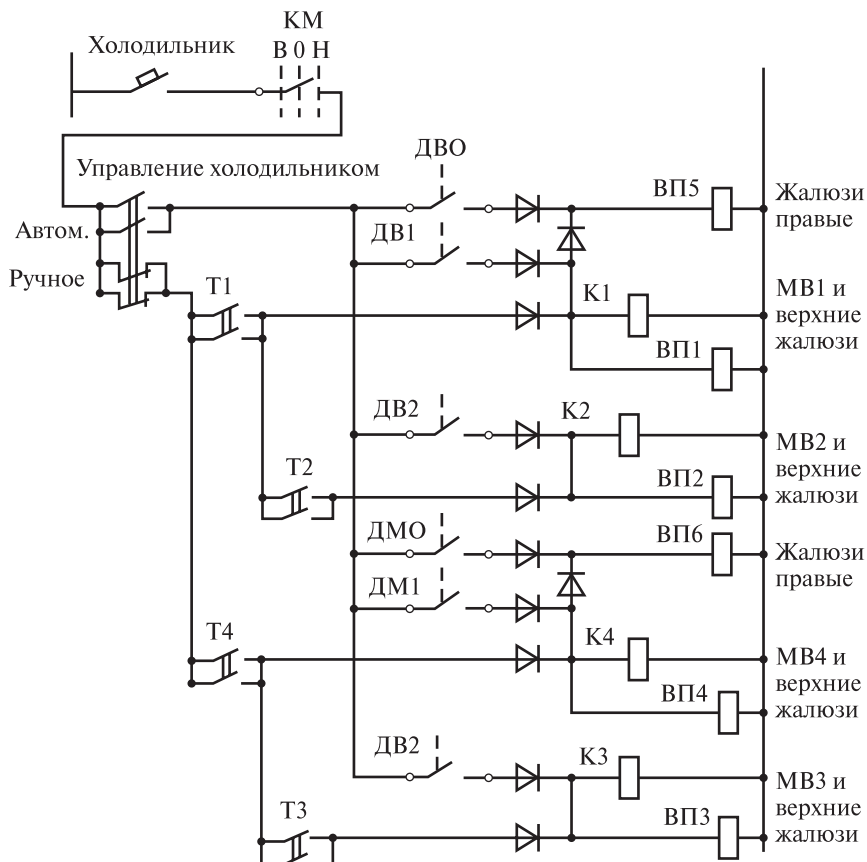 КМ
Холодильник
В 0 Н
Управление холодильником
ДВО
ВП5
Жалюзи
правые
Автом.
ДВ1
Ручное
Т1
К1
МВ1 и
верхние
жалюзи
ВП1
ДВ2
К2
МВ2 и
верхние
жалюзи
Т2
ВП2
ДМО
ВП6
Жалюзи
правые
ДМ1
Т4
К4
МВ4 и
верхние
жалюзи
ВП4
ДВ2
К3
МВ3 и
верхние
жалюзи
Т3
ВП3